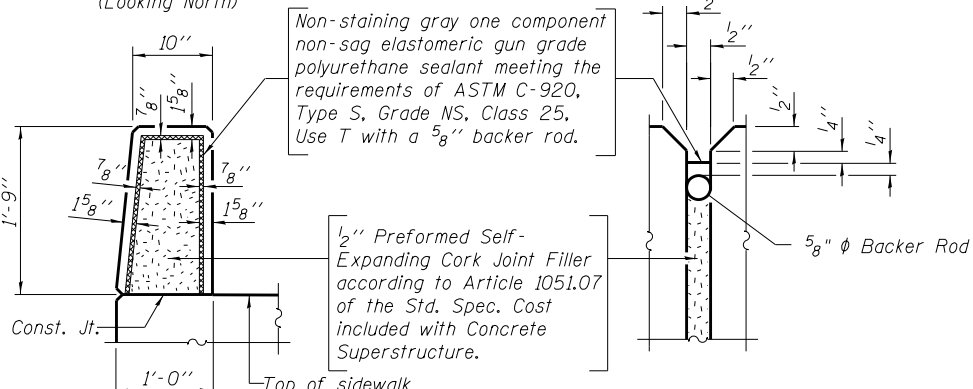 (Looking North)
10"
Non-staining gray one component
non-sag elastomeric gun grade
polyurethane sealant meeting the
requirements of ASTM C-920,
Type S, Grade NS, Class 25,
Use T with a 5/8" backer rod.
2
1/2"
1/2"
1/2"
1/4"
1/4"
7/8"
1 5/8"
7/8"
7/8"
1 5/8"
1 5/8"
1'-9"
1/2" Preformed Self-
Expanding Cork Joint Filler
according to Article 1051.07
of the Std. Spec. Cost
included with Concrete
Superstructure.
5/8" ϕ Backer Rod
Const. Jt.
1'-0"
Top of sidewalk